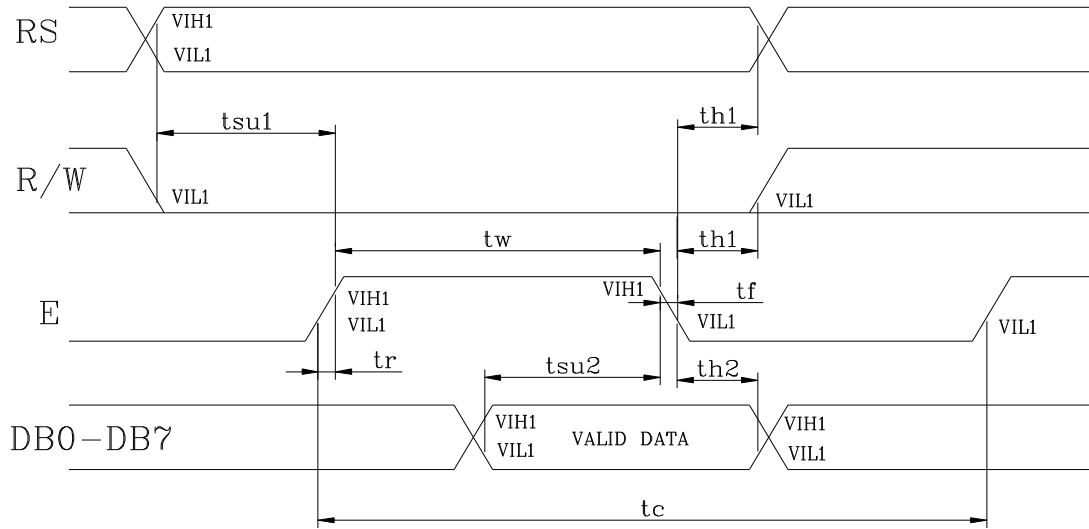 RS
VIH1
VIL1
tsu1
th1
R/W
VIL1
VIL1
tw
th1
E
VIH1
VIL1
VIH1
tf
VIL1
VIL1
tr
tsu2
th2
DB0-DB7
VIH1
VIL1
VALID DATA
VIH1
VIL1
tc